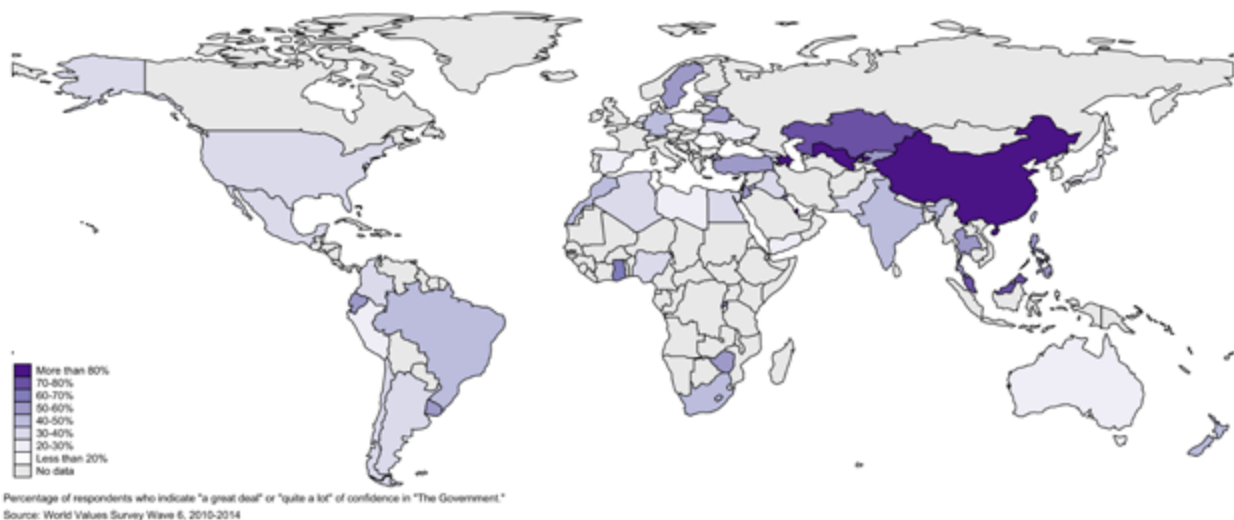 More than 80%
70-80%
60-70%
50-60%
40-50%
30-40%
20-30%
Less than 20%
No data
Percentage of respondents who indicate "a great deal" or "quite a lot" of confidence in "The Government."
Source: World Values Survey Wave 6, 2010-2014